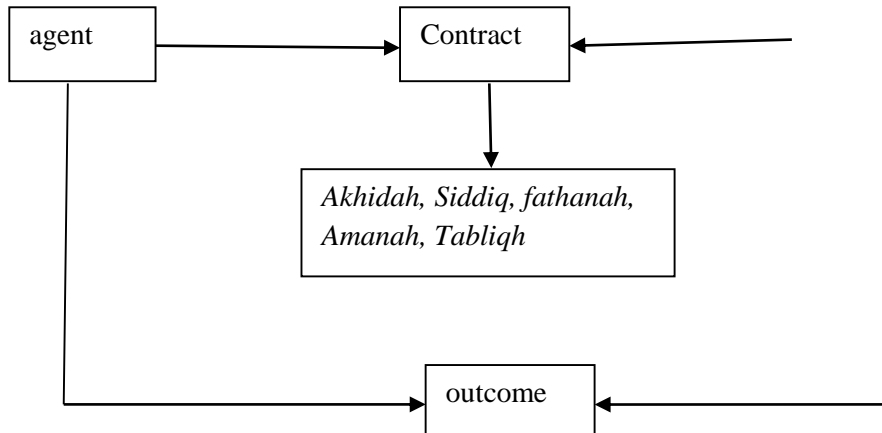 agent
Contract
Akhidah, Siddiq, fathanah,
Amanah, Tabliqh
outcome